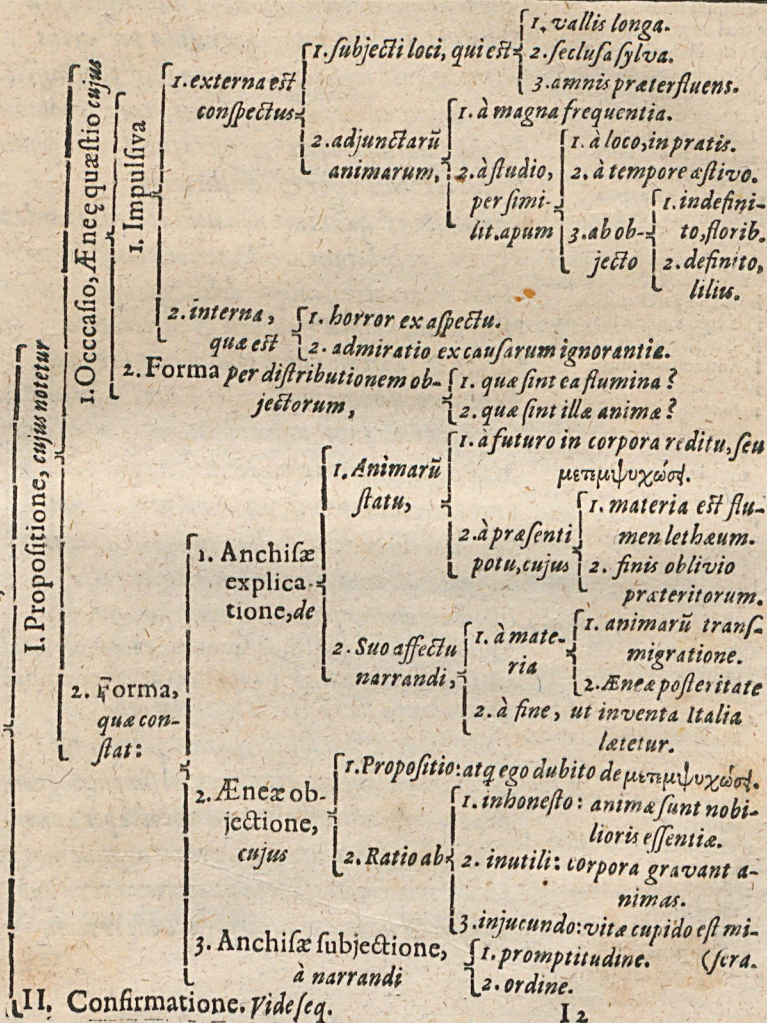 I. Propositione, cujus notetur
1. Occcasio, Æneę quæstio cujus
1. Impulsiva
1. externa est
conspectus
1. subjecti loci, qui est
1. vallis longa.
2. seclusa sylva.
3. amnis præterfluens.
2. adjunctarū
animarum,
1. à magna frequentia.
2. à studio,
per simi-
lit. apum
1. à loco, in pratis.
2. à tempore æstivo.
3. ab ob-
jecto
1. indefini-
to, florib.
2. definito,
liliis.
2. interna,
quæ est
1. horror ex aspectu.
2. admiratio ex causarum ignorantia.
2. Forma per distributionem ob-
jectorum,
1. quæ sint ea flumina?
2. quæ sint illæ animæ?
2. Forma,
quæ con-
stat:
1. Anchisæ
explica-
tione, de
1. Animarū
statu,
1. à futuro in corpora reditu, seu
μετεμψυχώσ{.
2. à præsenti
potu, cujus
1. materia est flu-
men lethæum.
2. finis oblivio
præteritorum.
2. Suo affectu
narrandi,
1. à mate-
ria
1. animarū trans-
migratione.
2. Æneæ posteritate
2. à fine, ut inventa Italia
lætetur.
2. Æneæ ob-
jectione,
cujus
1. Propositio: atq ego dubito de μετεμψυχώσ{.
2. Ratio ab
1. inhonesto: animæ sunt nobi-
lioris essentiæ.
2. inutili: corpora gravant a-
nimas.
3. injucundo: vitæ cupido est mi-
(sera.
3. Anchisæ subjectione,
à narrandi
1. promptitudine.
2. ordine.
II. Confirmatione. Vide seq.
I 2